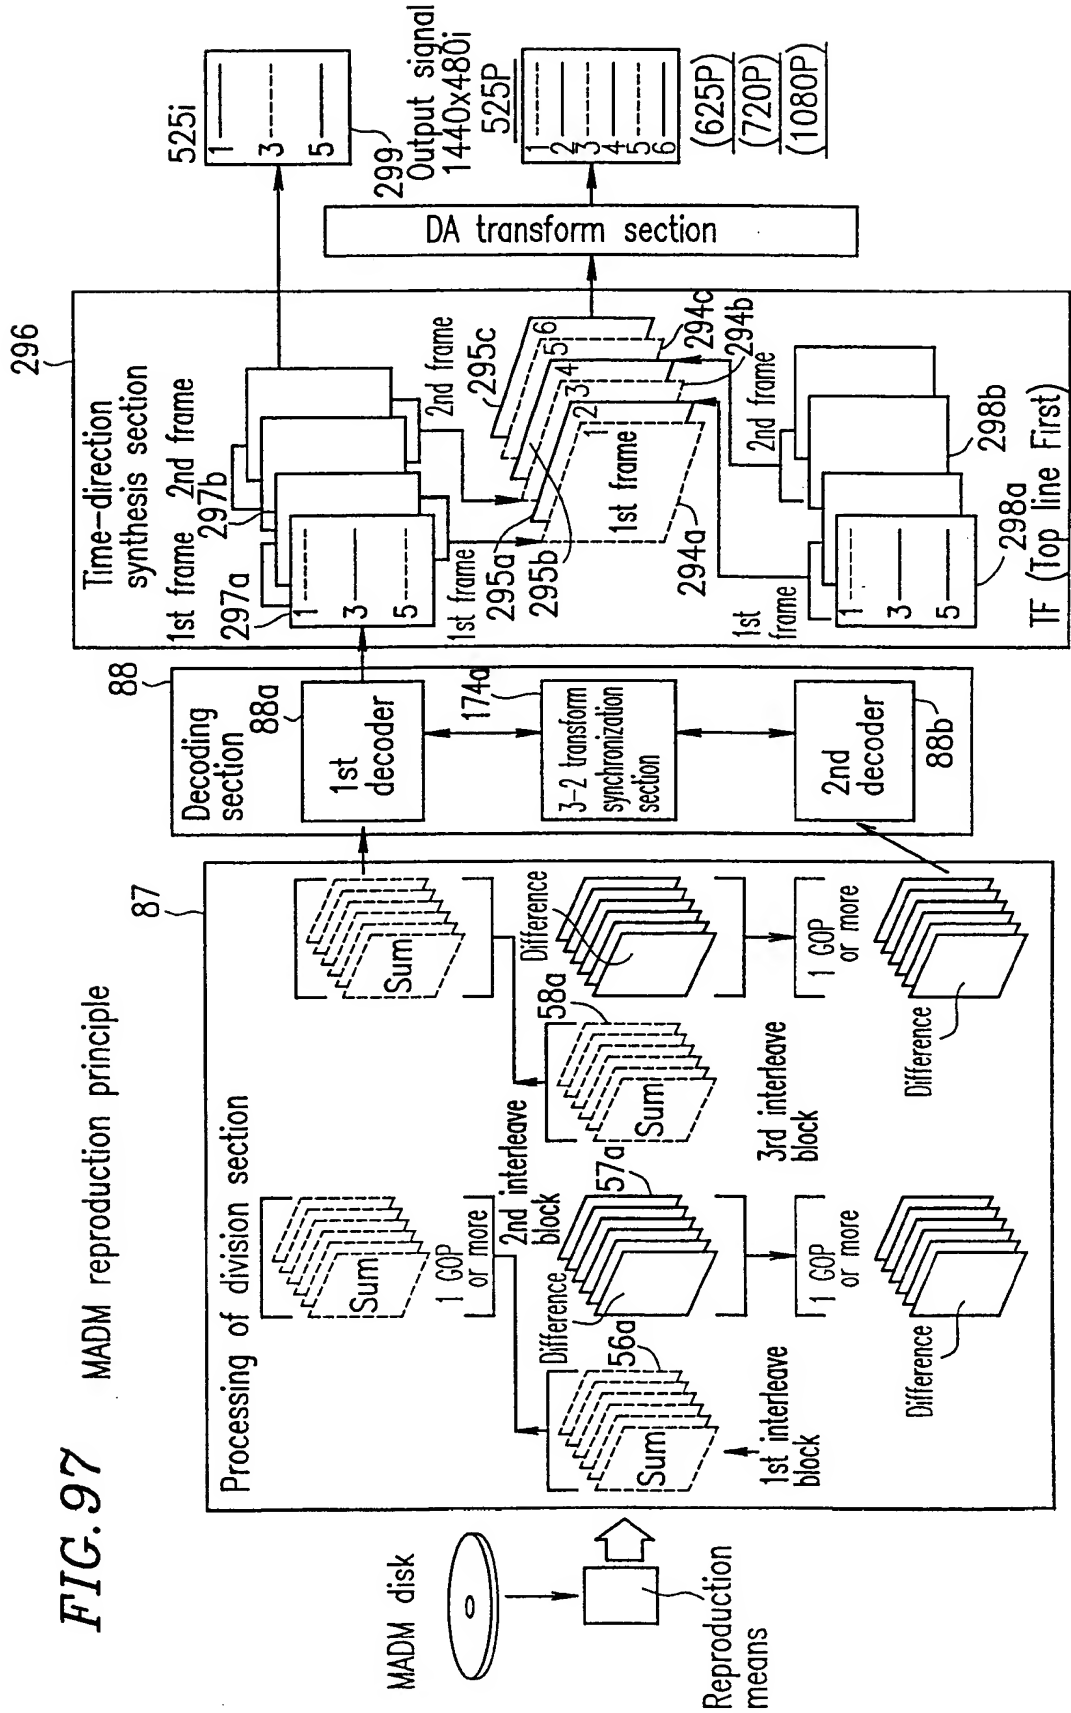 FIG. 97
MADM reproduction principle
MADM disk
Reproduction
means
87
Processing of division
section
Sum
1 GOP
or more
Sum
2nd interleave
block
Difference
56a
57a
58a
Sum
Sum
Difference
1st interleave
block
3rd interleave
block
1 GOP
or more
1 GOP
or more
Difference
Difference
88
Decoding
section
88a
1st
decoder
174a
3-2 transform
synchronization
section
2nd
decoder
88b
296
Time-direction
synthesis section
1st frame
2nd frame
297a
297b
1
3
5
1st frame
2nd frame
295a
295b
295c
1
2
3
4
5
6
1st frame
294a
294b
294c
1st
frame
2nd frame
1
3
5
298a
298b
TF (Top line First)
DA transform section
525i
1
3
5
299
Output signal
1440x480i
525P
1
2
3
4
5
6
(625P)
(720P)
(1080P)